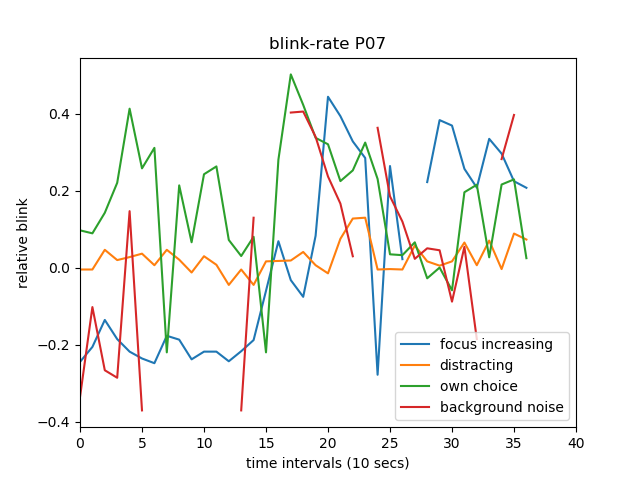 blink-rate P07
relative blink
0.4
0.2
0.0
−0.2
−0.4
focus increasing
distracting
own choice
background noise
0 5 10 15 20 25 30 35 40
time intervals (10 secs)